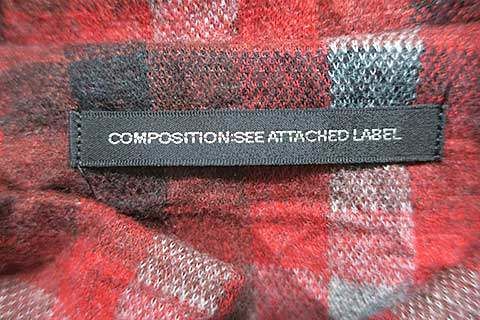 COMPOSITION:SEE ATTACHED LABEL